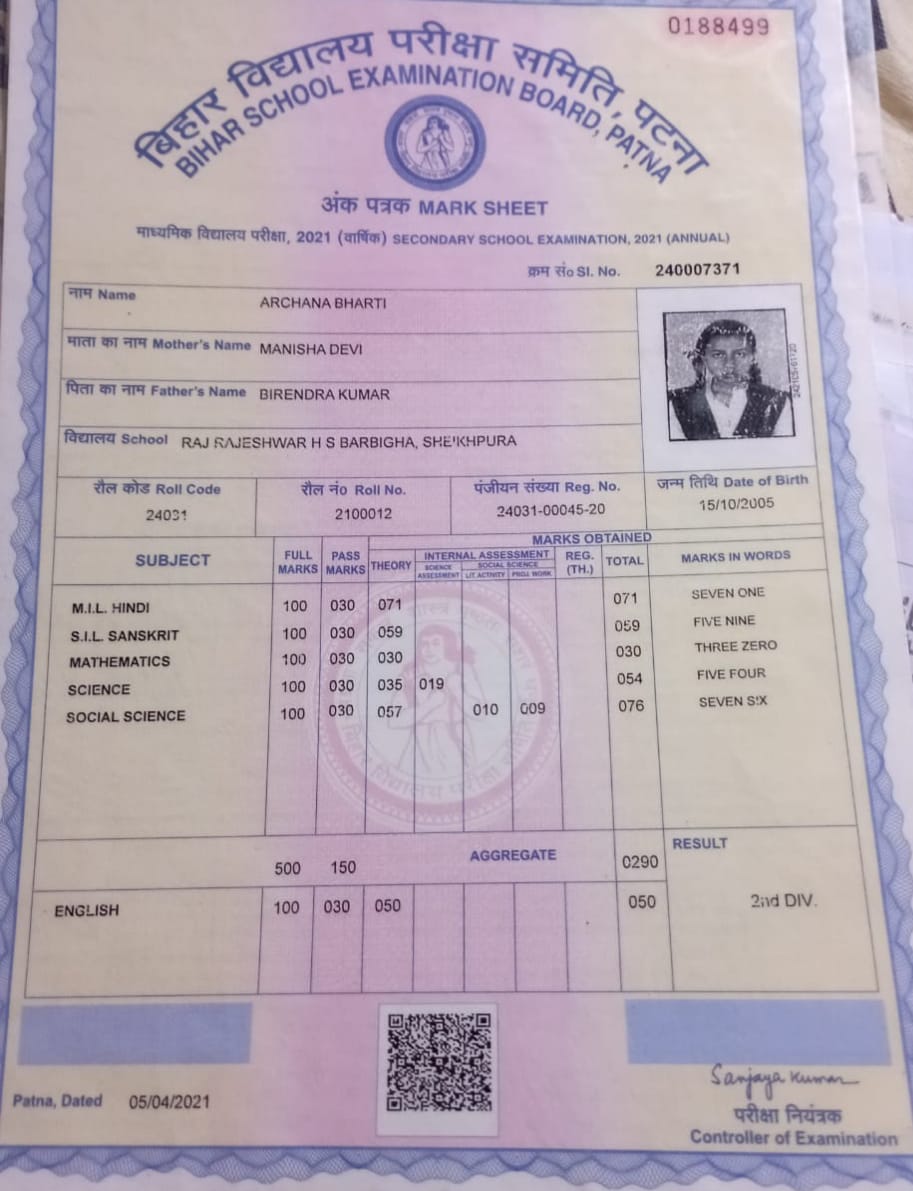 0188499
बिहार विद्यालय परीक्षा समिति, पटना
BIHAR SCHOOL EXAMINATION BOARD, PATNA
अंक पत्रक MARK SHEET
माध्यमिक विद्यालय परीक्षा, 2021 (वार्षिक) SECONDARY SCHOOL EXAMINATION, 2021 (ANNUAL)
क्रम सं० Sl. No. 240007371
नाम Name ARCHANA BHARTI
माता का नाम Mother's Name MANISHA DEVI
पिता का नाम Father's Name BIRENDRA KUMAR
विद्यालय School RAJ RAJESHWAR H S BARBIGHA, SHEIKHPURA
रौल कोड Roll Code रौल नं० Roll No. पंजीयन संख्या Reg. No. जन्म तिथि Date of Birth
24031 2100012 24031-00045-20 15/10/2005
MARKS OBTAINED
SUBJECT FULL MARKS PASS MARKS THEORY INTERNAL ASSESSMENT REG. (TH.) TOTAL MARKS IN WORDS
SCIENCE ASSESSMENT SOCIAL SCIENCE
LIT. ACTIVITY PROJ. WORK
M.I.L. HINDI 100 030 071 071 SEVEN ONE
S.I.L. SANSKRIT 100 030 059 059 FIVE NINE
MATHEMATICS 100 030 030 030 THREE ZERO
SCIENCE 100 030 035 019 054 FIVE FOUR
SOCIAL SCIENCE 100 030 057 010 009 076 SEVEN SIX
500 150 AGGREGATE 0290 RESULT
ENGLISH 100 030 050 050 2nd DIV.
Sanjaya Kumar
Patna, Dated 05/04/2021
परीक्षा नियंत्रक
Controller of Examination